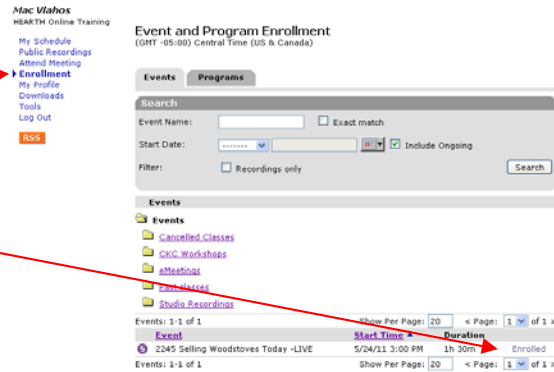 Mac Vlahos
HEARTH Online Training
My Schedule
Public Recordings
Attend Meeting
Enrollment
My Profile
Downloads
Tools
Log Out
RSS
Event and Program Enrollment
(GMT -05:00) Central Time (US & Canada)
Events Programs
Search
Event Name: Exact match
Start Date: ------- Include Ongoing
Filter: Recordings only Search
Events
Events
Cancelled Classes
CKC Workshops
eMeetings
Past classes
Studio Recordings
Events: 1-1 of 1 Show Per Page: 20 < Page: 1 of 1 >
Event Start Time Duration
S 2245 Selling Woodstoves Today -LIVE 5/24/11 3:00 PM 1h 30m Enrolled
Events: 1-1 of 1 Show Per Page: 20 < Page: 1 of 1 >